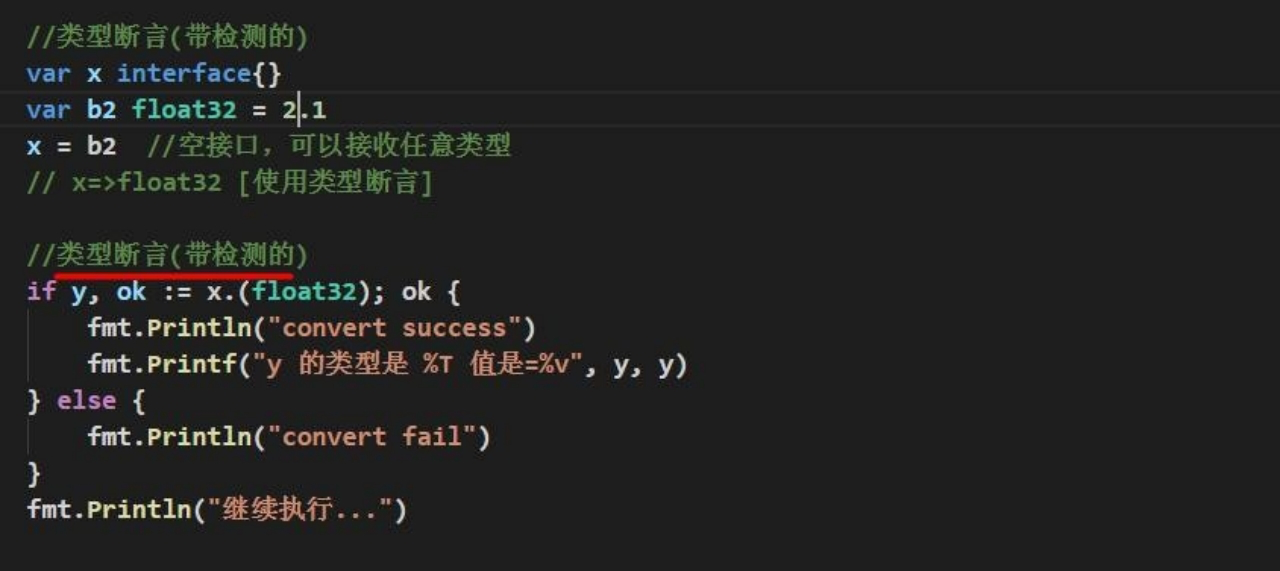 //类型断言(带检测的)
var x interface{}
var b2 float32 = 2.1
x = b2  //空接口，可以接收任意类型
// x=>float32 [使用类型断言]
//类型断言(带检测的)
if y, ok := x.(float32); ok {
    fmt.Println("convert success")
    fmt.Printf("y 的类型是 %T 值是=%v", y, y)
} else {
    fmt.Println("convert fail")
}
fmt.Println("继续执行...")